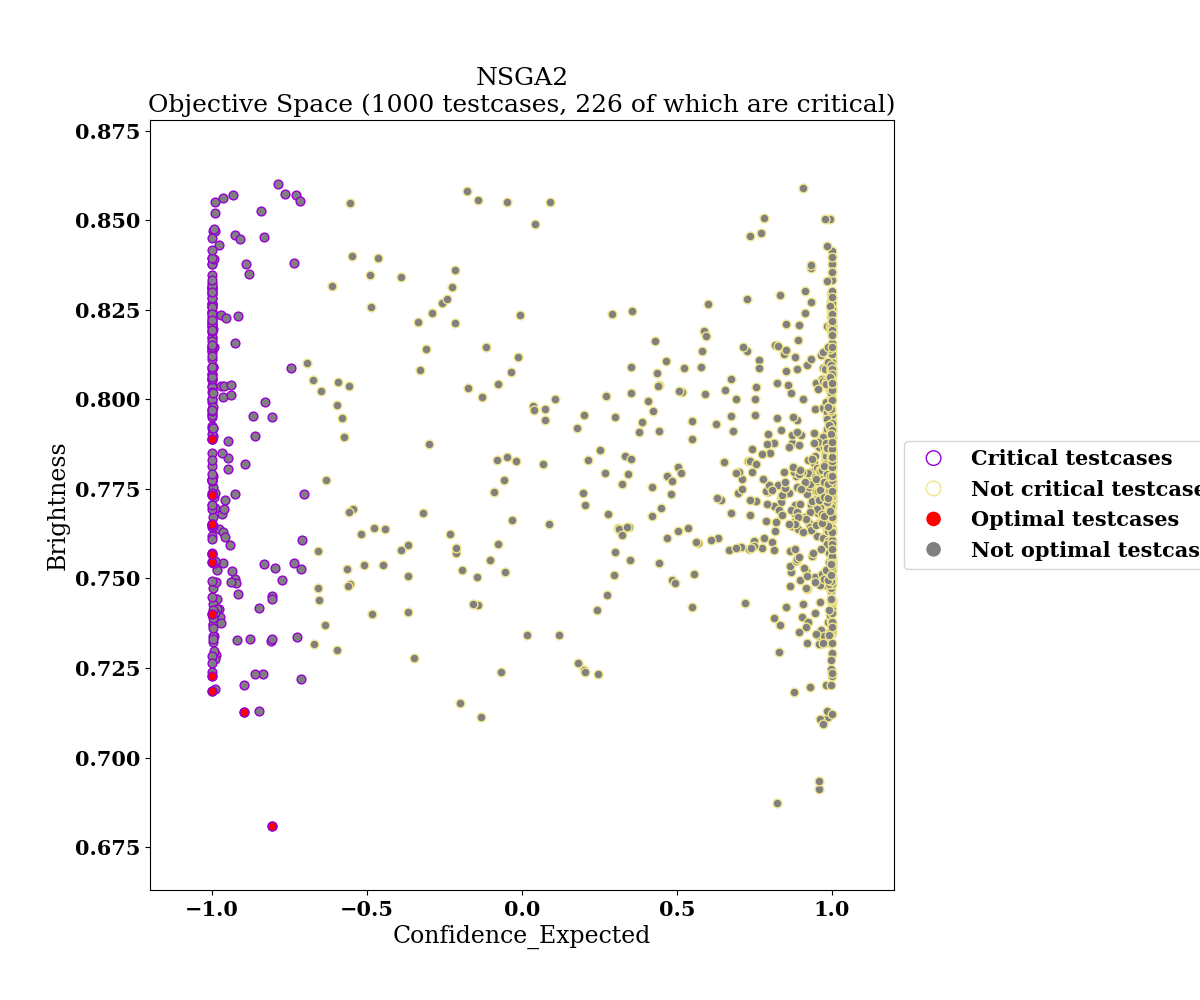 NSGA2
Objective Space (1000 testcases, 226 of which are critical)
0.875
0.850
0.825
0.800
0.775
0.750
0.725
0.700
0.675
Brightness
−1.0
−0.5
0.0
0.5
1.0
Confidence_Expected
Critical testcases
Not critical testcase
Optimal testcases
Not optimal testcas